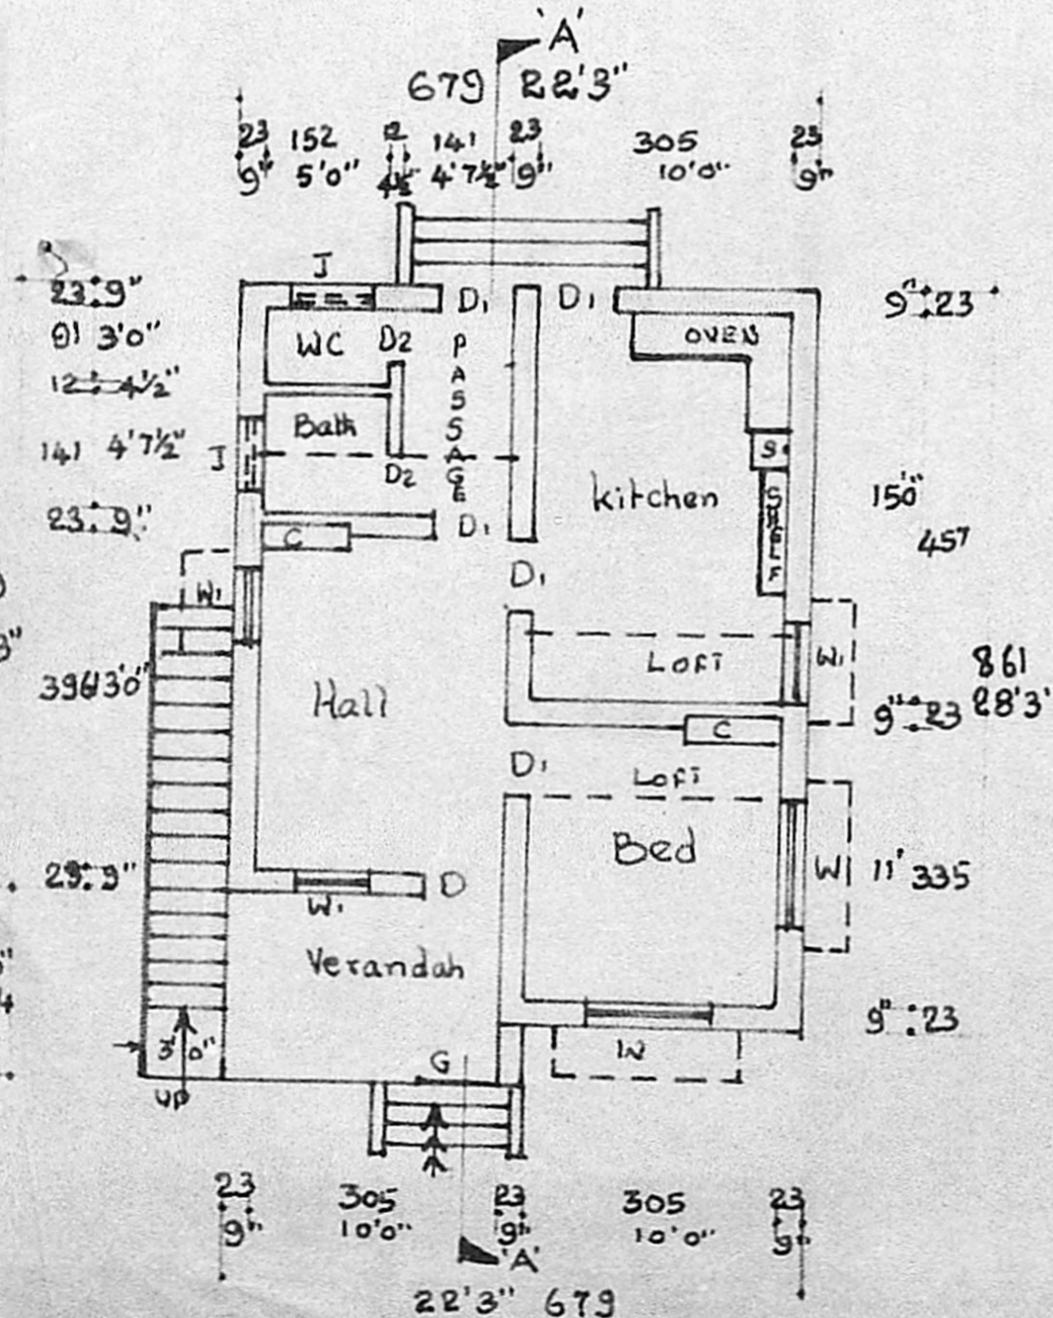 'A'
679 22'3"
23 152 12 141 23 305 23
9" 5'0" 4½" 4'7½" 9" 10'0" 9"
J
23 9"
D1 D1
9" 23
91 3'0"
WC D2
PASSAGE
OVEN
12 4½"
Bath
141 4'7½"
J
D2
S
kitchen
SHELF
15'0"
457
23 9"
C
D1
D1
W1
Loft
W1
861
28'3"
396 13'0"
Hall
9" 23
C
D1
Loft
Bed
W
11' 335
23 9"
D
W1
Verandah
9" 23
3'0"
G
W
UP
23 305 23 305 23
9" 10'0" 9" 10'0" 9"
'A'
22'3" 679